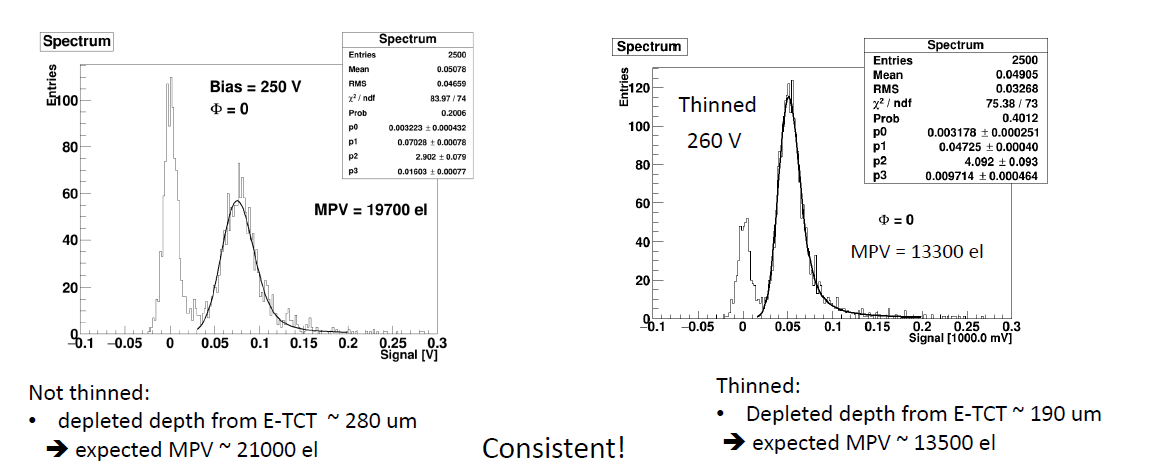 Spectrum
Entries
Spectrum
Entries 2500
Mean 0.05078
RMS 0.04659
χ² / ndf 83.97 / 74
Prob 0.2006
p0 0.003223 ± 0.000432
p1 0.07028 ± 0.00078
p2 2.902 ± 0.079
p3 0.01603 ± 0.00077
Bias = 250 V
Φ = 0
MPV = 19700 el
100
80
60
40
20
0
−0.1 −0.05 0 0.05 0.1 0.15 0.2 0.25 0.3
Signal [V]
Spectrum
Entries
Spectrum
Entries 2500
Mean 0.04905
RMS 0.03268
χ² / ndf 75.38 / 73
Prob 0.4012
p0 0.003178 ± 0.000251
p1 0.04725 ± 0.00040
p2 4.092 ± 0.093
p3 0.009714 ± 0.000464
Thinned
260 V
Φ = 0
MPV = 13300 el
120
100
80
60
40
20
0
−0.1 −0.05 0 0.05 0.1 0.15 0.2 0.25 0.3
Signal [1000.0 mV]
Not thinned:
• depleted depth from E-TCT ~ 280 um
➔ expected MPV ~ 21000 el
Consistent!
Thinned:
• Depleted depth from E-TCT ~ 190 um
➔ expected MPV ~ 13500 el